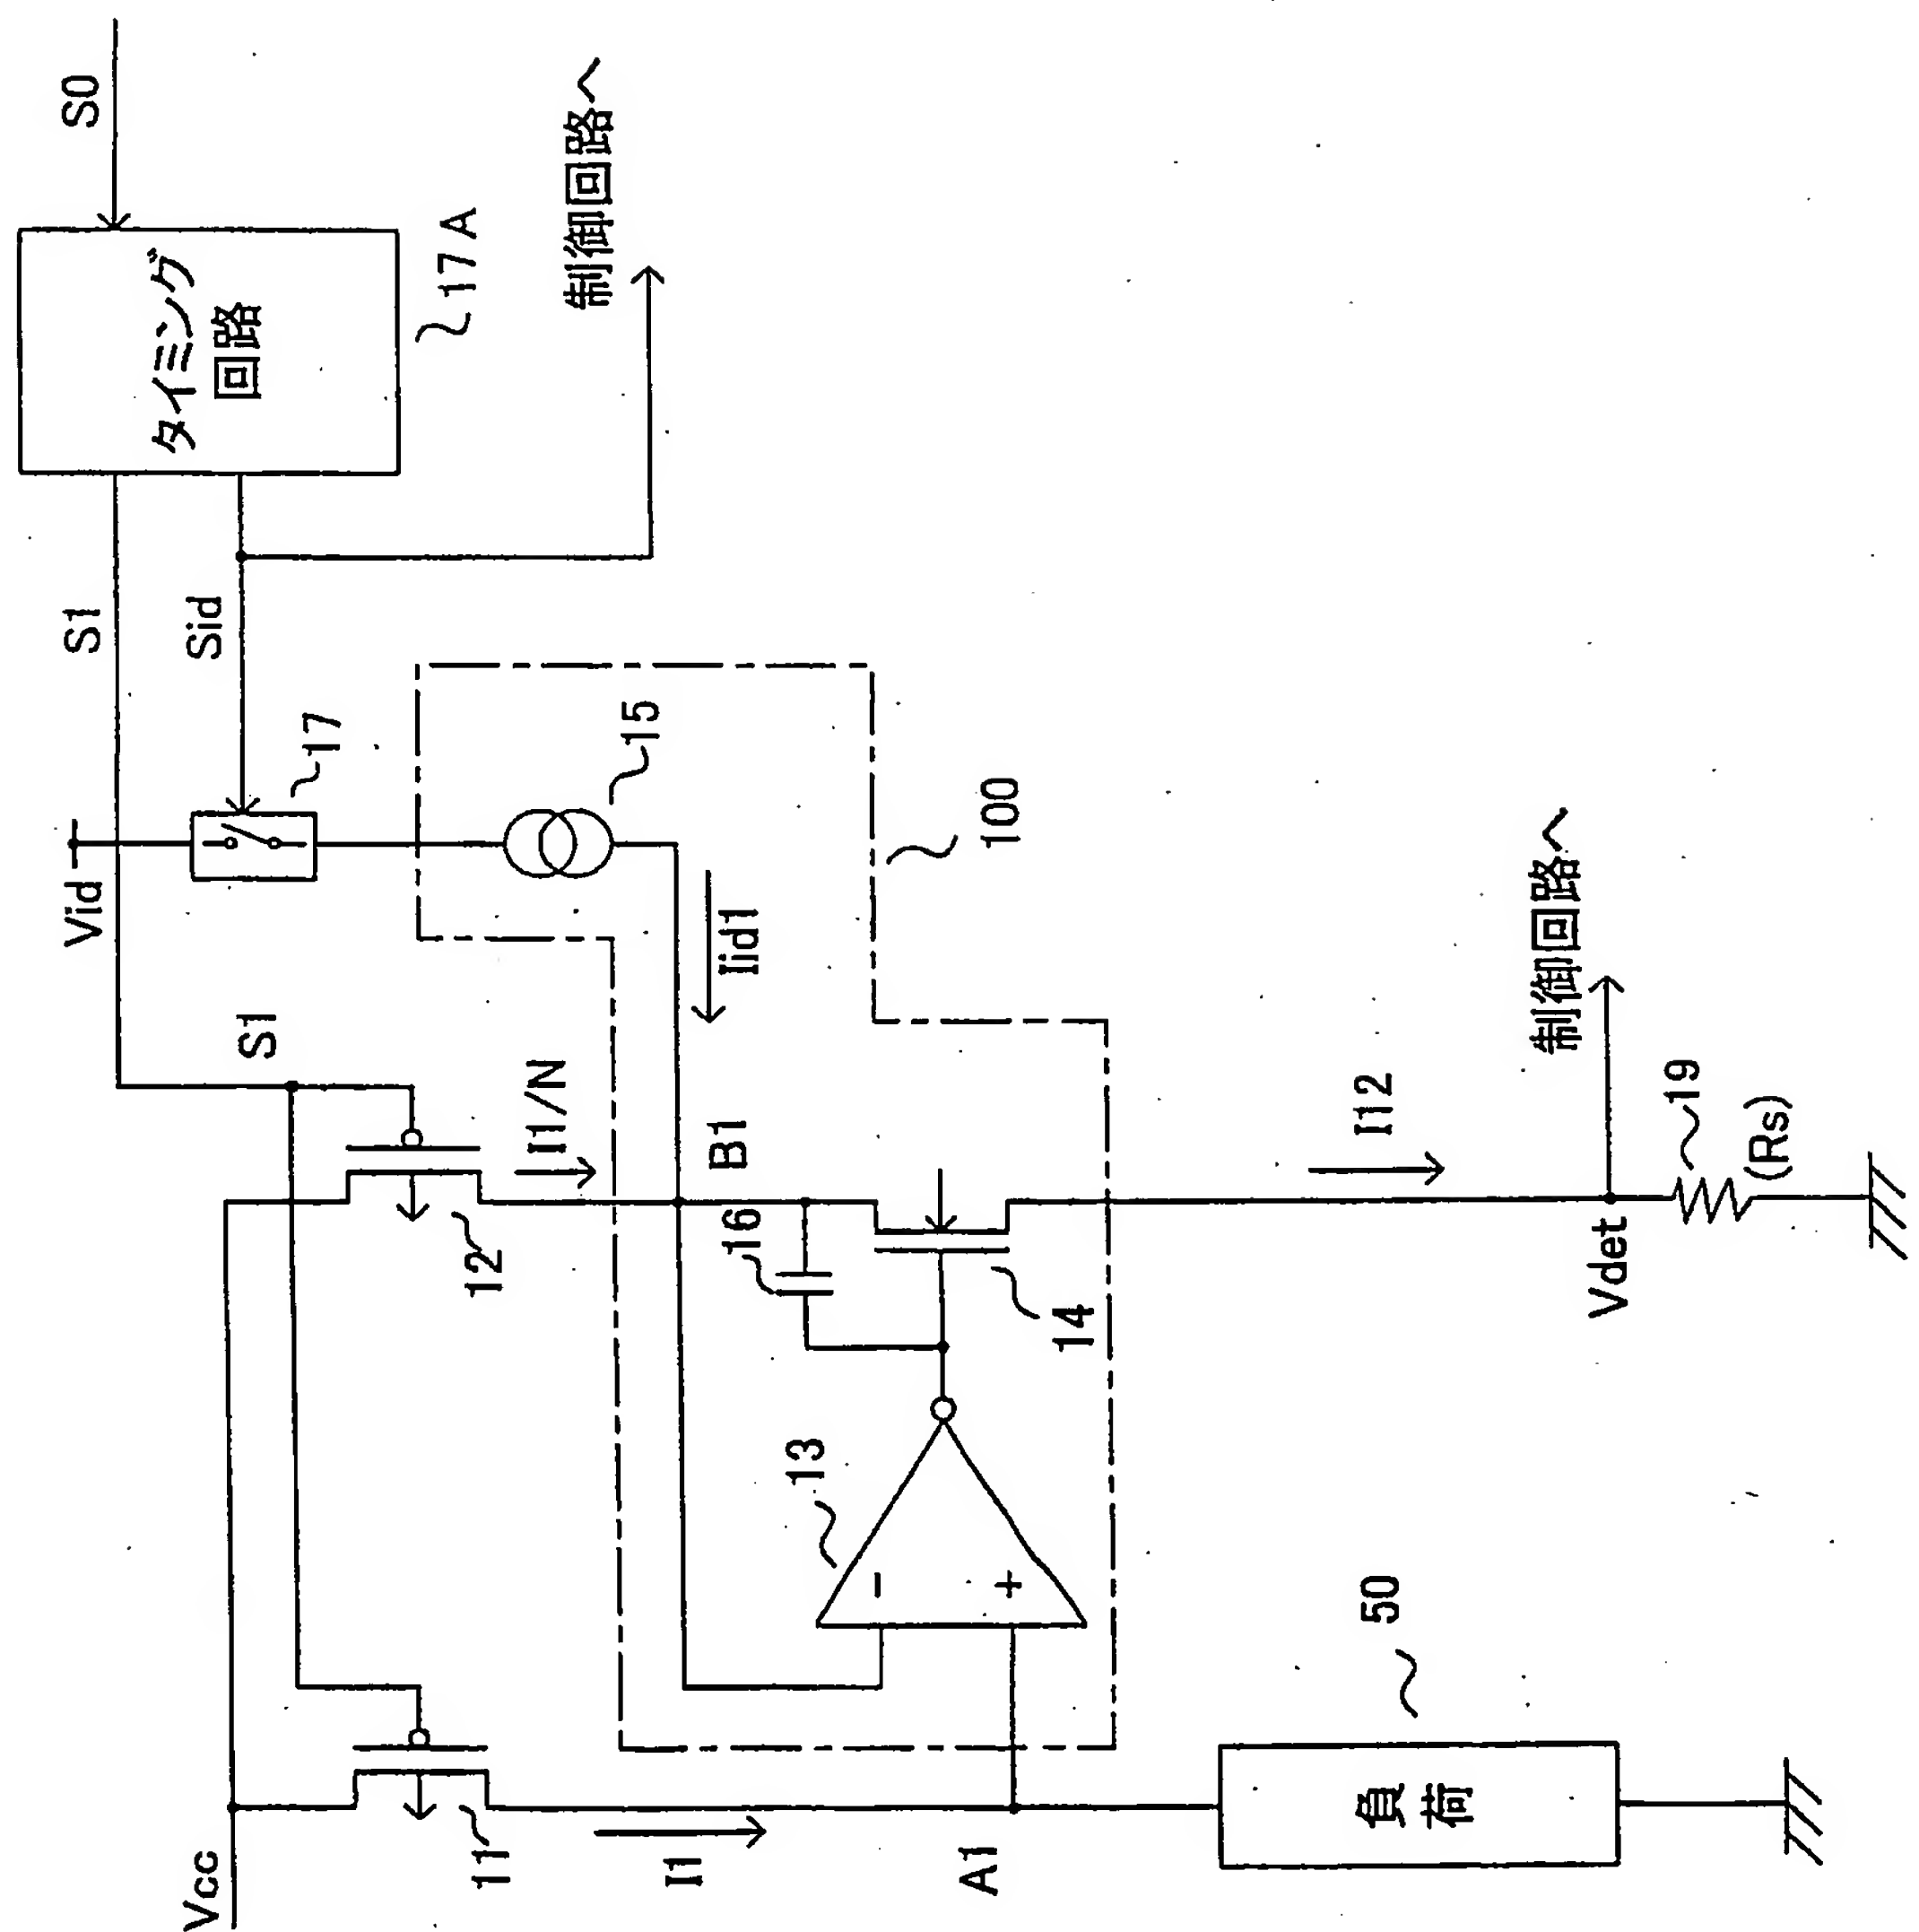 Vcc
S1
Vid
S1
S0
タイミング
回路
Sid
17A
17
制御回路へ
11
12
I1
I1/N
Iid1
15
100
B1
16
13
-
+
14
A1
I12
50
負荷
Vdet
制御回路へ
19
(Rs)